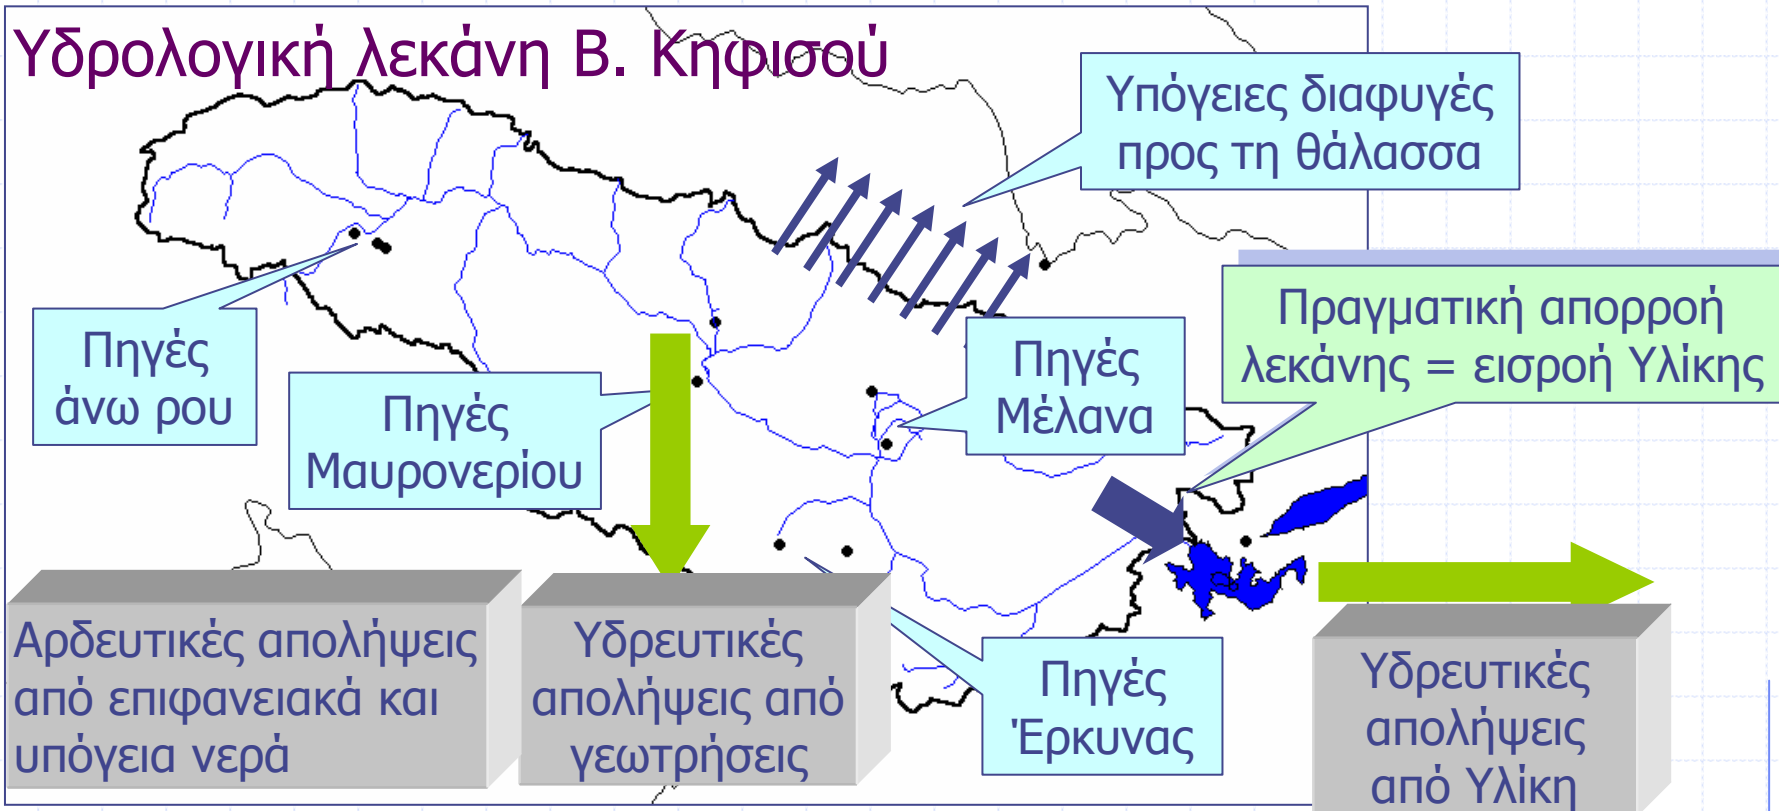 Υδρολογική λεκάνη Β. Κηφισού
Υπόγειες διαφυγές
προς τη θάλασσα
Πραγματική απορροή
λεκάνης = εισροή Υλίκης
Πηγές
άνω ρου
Πηγές
Μαυρονερίου
Πηγές
Μέλανα
Αρδευτικές απολήψεις
από επιφανειακά και
υπόγεια νερά
Υδρευτικές
απολήψεις από
γεωτρήσεις
Πηγές
Έρκυνας
Υδρευτικές
απολήψεις
από Υλίκη